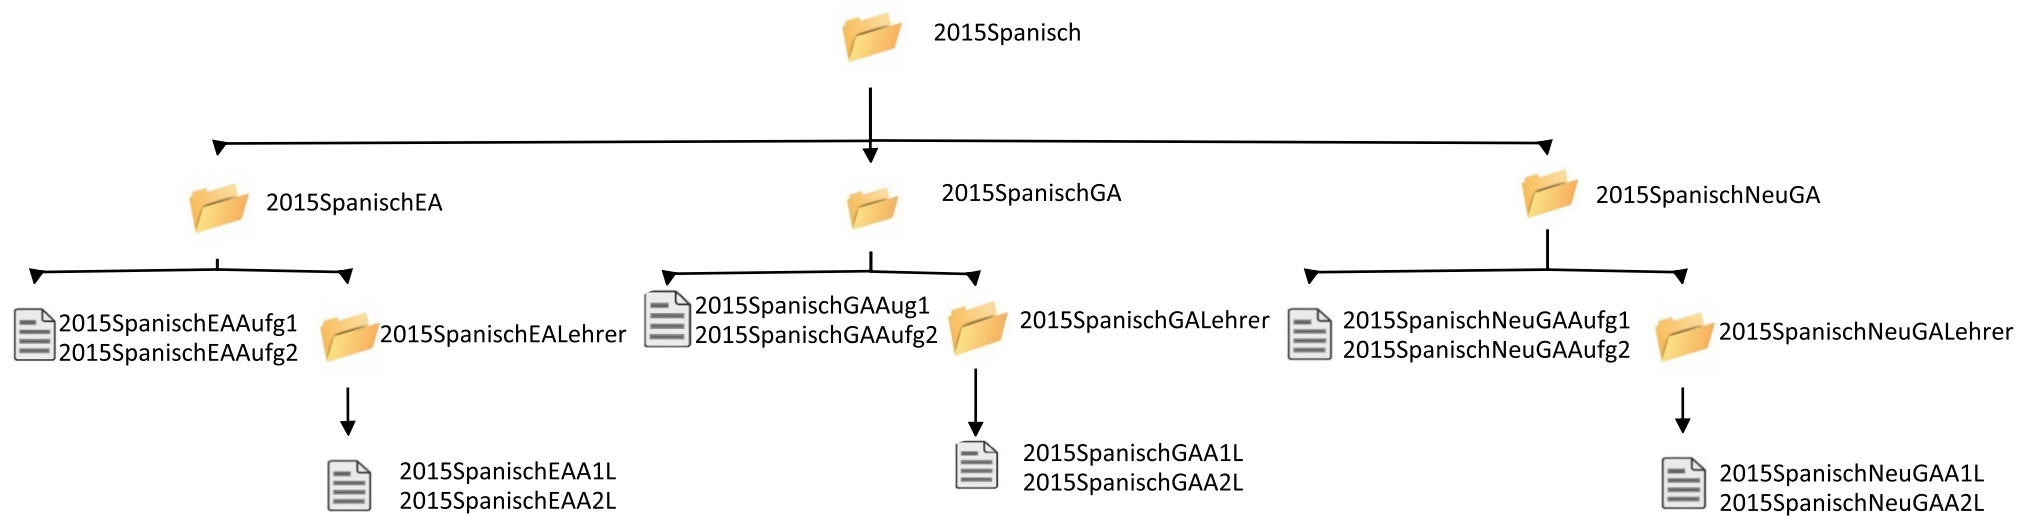 2015Spanisch
2015SpanischEA
2015SpanischGA
2015SpanischNeuGA
2015SpanischEAAufg1
2015SpanischEAAufg2
2015SpanischEALehrer
2015SpanischGAAug1
2015SpanischGAAufg2
2015SpanischGALehrer
2015SpanischNeuGAAufg1
2015SpanischNeuGAAufg2
2015SpanischNeuGALehrer
2015SpanischEAA1L
2015SpanischEAA2L
2015SpanischGAA1L
2015SpanischGAA2L
2015SpanischNeuGAA1L
2015SpanischNeuGAA2L